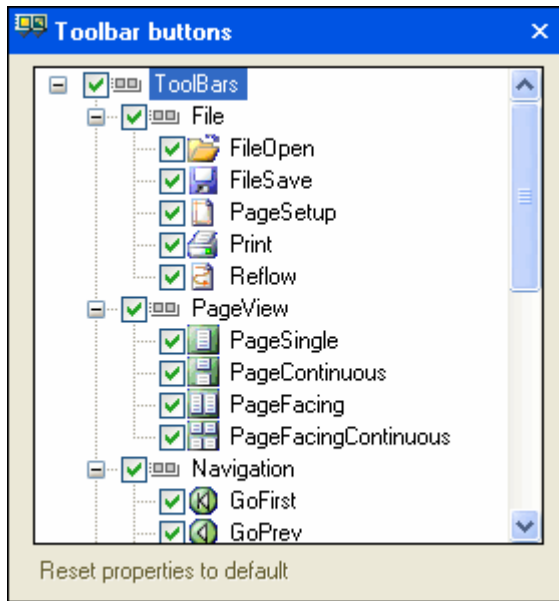 Toolbar buttons
ToolBars
File
FileOpen
FileSave
PageSetup
Print
Reflow
PageView
PageSingle
PageContinuous
PageFacing
PageFacingContinuous
Navigation
GoFirst
GoPrev
Reset properties to default